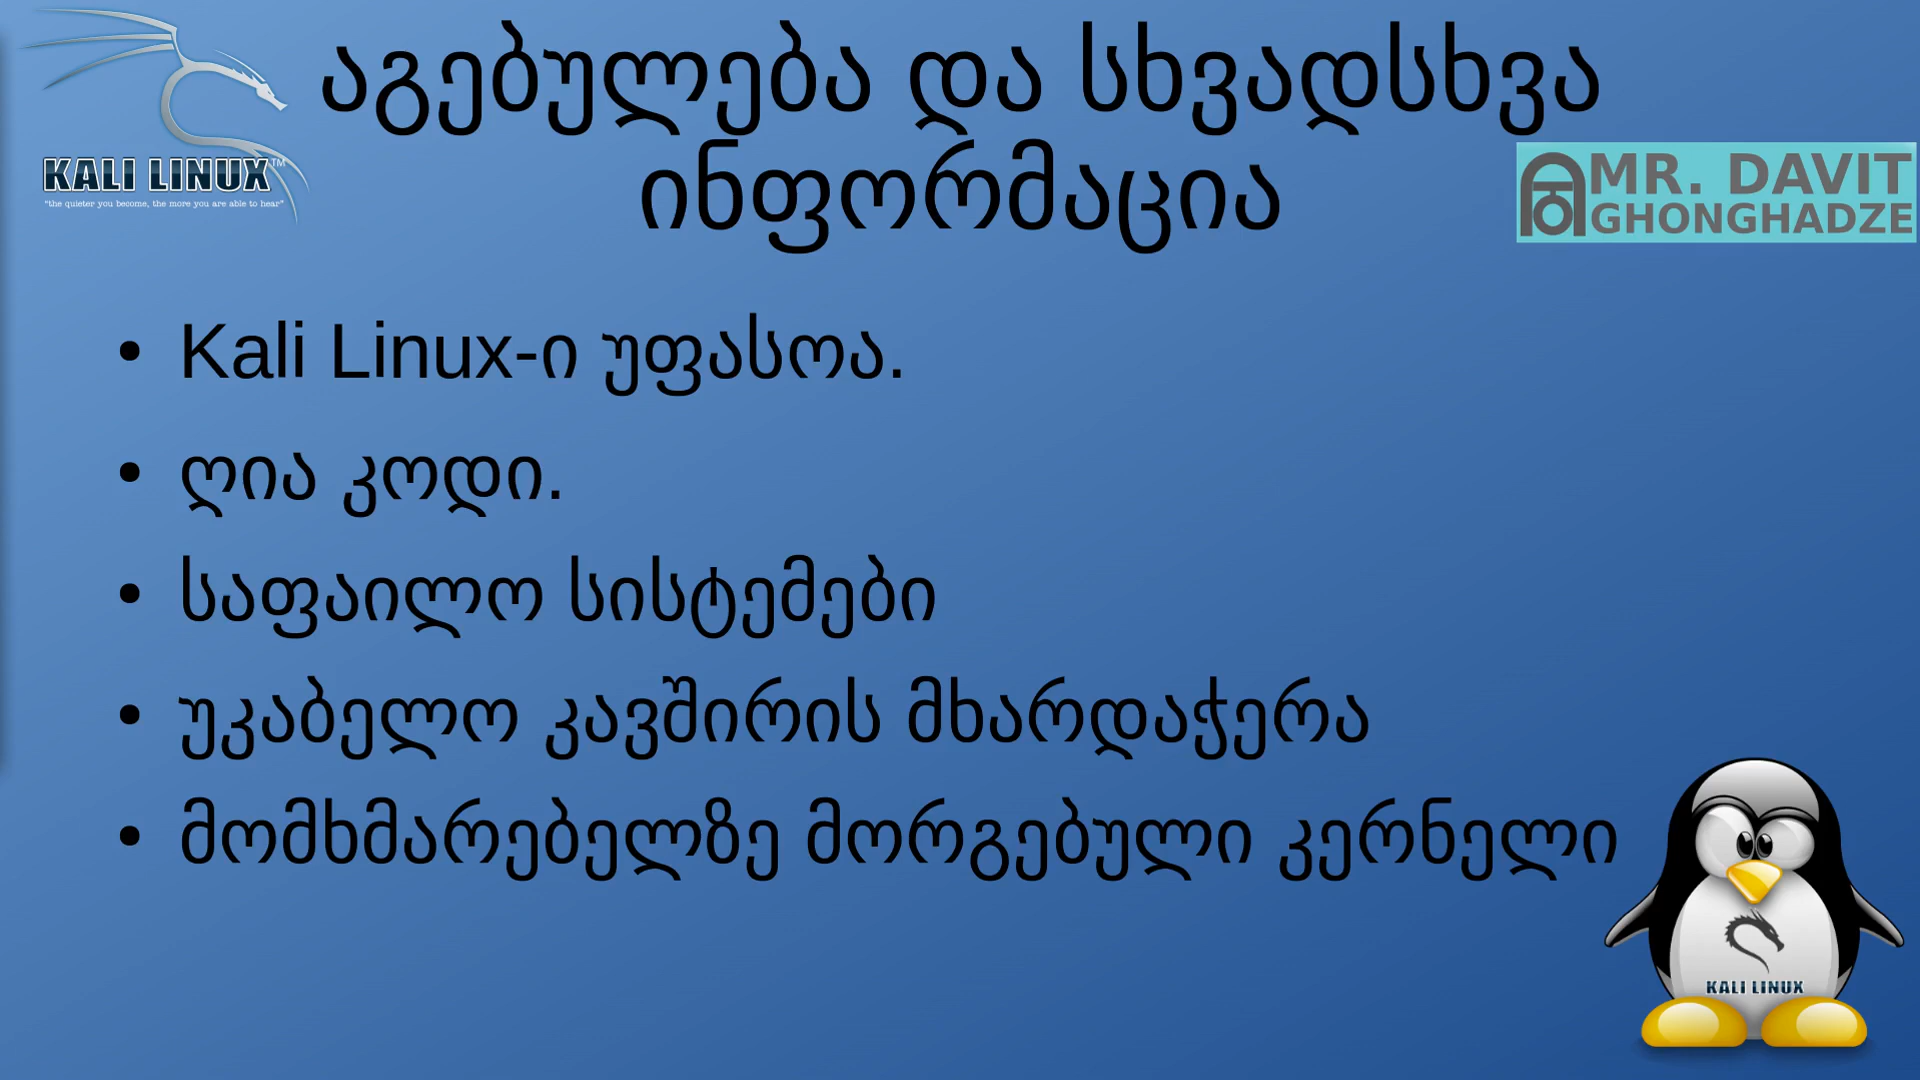 აგებულება და სხვადსხვა
ინფორმაცია
KALI LINUX™
"the quieter you become, the more you are able to hear"
MR. DAVIT
GHONGHADZE
• Kali Linux-ი უფასოა.
• ღია კოდი.
• საფაილო სისტემები
• უკაბელო კავშირის მხარდაჭერა
• მომხმარებელზე მორგებული კერნელი
KALI LINUX